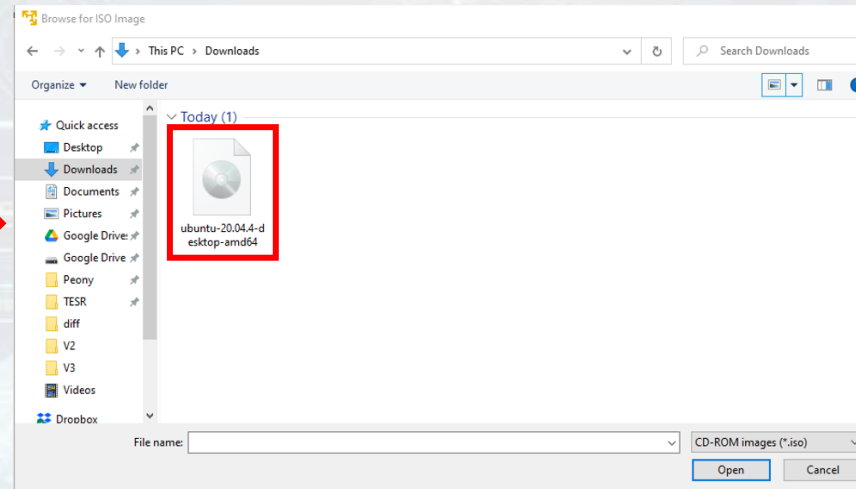 Browse for ISO Image
This PC > Downloads
Search Downloads
Organize
New folder
Today (1)
Quick access
Desktop
Downloads
Documents
Pictures
Google Drive:
Google Drive
Peony
TESR
diff
V2
V3
Videos
Dropbox
ubuntu-20.04.4-d
esktop-amd64
File name:
CD-ROM images (*.iso)
Open
Cancel